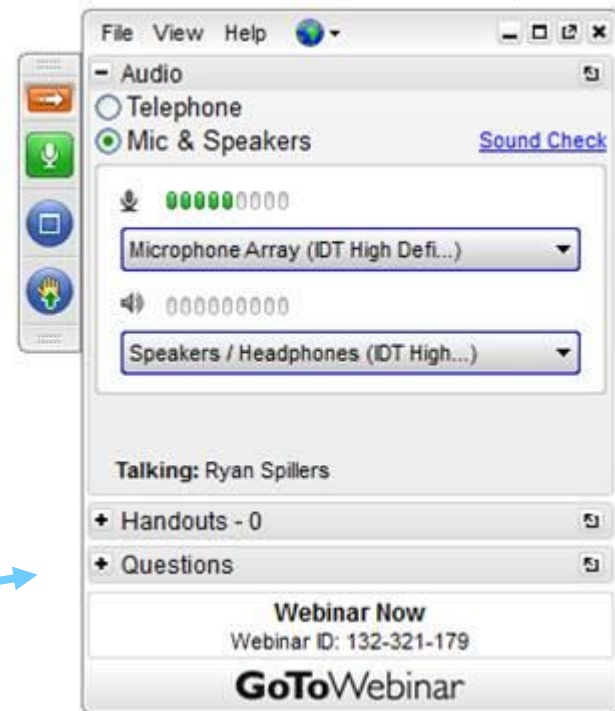 File View Help
Audio
Telephone
Mic & Speakers Sound Check
Microphone Array (IDT High Defi...)
Speakers / Headphones (IDT High...)
Talking: Ryan Spillers
Handouts - 0
Questions
Webinar Now
Webinar ID: 132-321-179
GoToWebinar